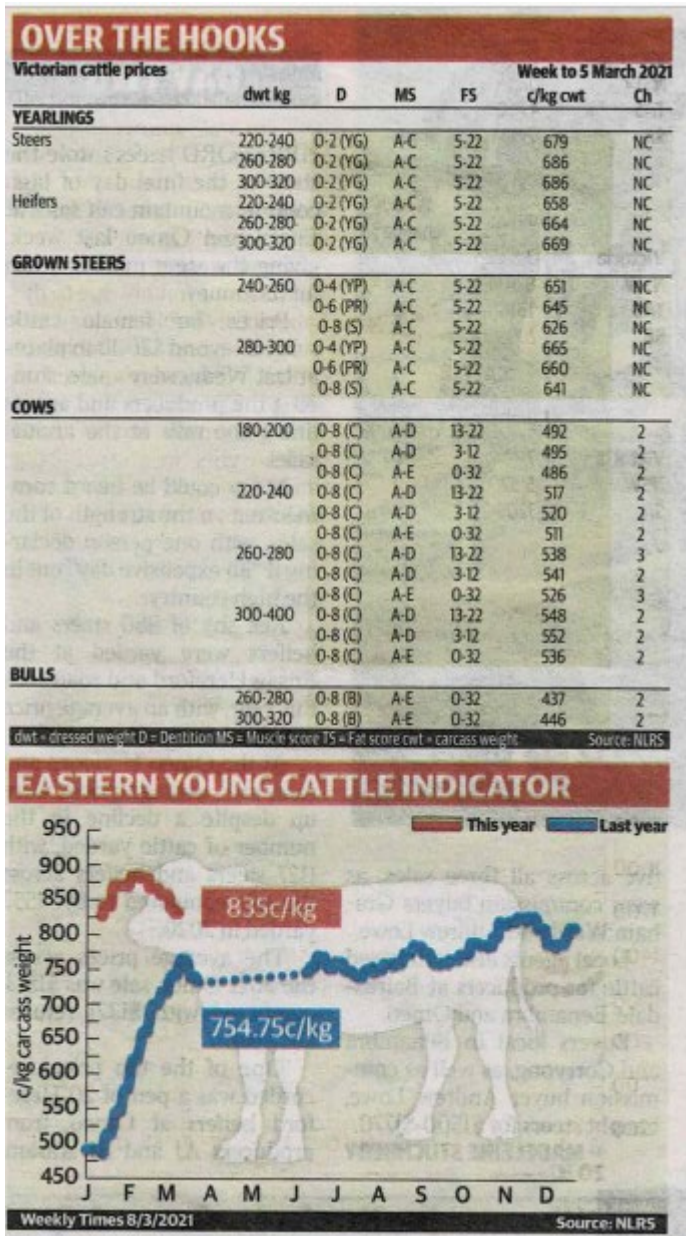 OVER THE HOOKS
Victorian cattle prices Week to 5 March 2021
dwt kg D MS FS c/kg cwt Ch
YEARLINGS
Steers 220-240 0-2 (YG) A-C 5-22 679 NC
260-280 0-2 (YG) A-C 5-22 686 NC
300-320 0-2 (YG) A-C 5-22 686 NC
Heifers 220-240 0-2 (YG) A-C 5-22 658 NC
260-280 0-2 (YG) A-C 5-22 664 NC
300-320 0-2 (YG) A-C 5-22 669 NC
GROWN STEERS
240-260 0-4 (YP) A-C 5-22 651 NC
0-6 (PR) A-C 5-22 645 NC
0-8 (S) A-C 5-22 626 NC
280-300 0-4 (YP) A-C 5-22 665 NC
0-6 (PR) A-C 5-22 660 NC
0-8 (S) A-C 5-22 641 NC
COWS
180-200 0-8 (C) A-D 13-22 492 2
0-8 (C) A-D 3-12 495 2
0-8 (C) A-E 0-32 486 2
220-240 0-8 (C) A-D 13-22 517 2
0-8 (C) A-D 3-12 520 2
0-8 (C) A-E 0-32 511 2
260-280 0-8 (C) A-D 13-22 538 3
0-8 (C) A-D 3-12 541 2
0-8 (C) A-E 0-32 526 3
300-400 0-8 (C) A-D 13-22 548 2
0-8 (C) A-D 3-12 552 2
0-8 (C) A-E 0-32 536 2
BULLS
260-280 0-8 (B) A-E 0-32 437 2
300-320 0-8 (B) A-E 0-32 446 2
dwt = dressed weight D = Dentition MS = Muscle score TS = Fat score cwt = carcass weight Source: NLRS
EASTERN YOUNG CATTLE INDICATOR
This year Last year
950
900
850
800
750
700
650
600
550
500
450
c/kg carcass weight
835c/kg
754.75c/kg
J F M A M J J A S O N D
Weekly Times 8/3/2021 Source: NLRS